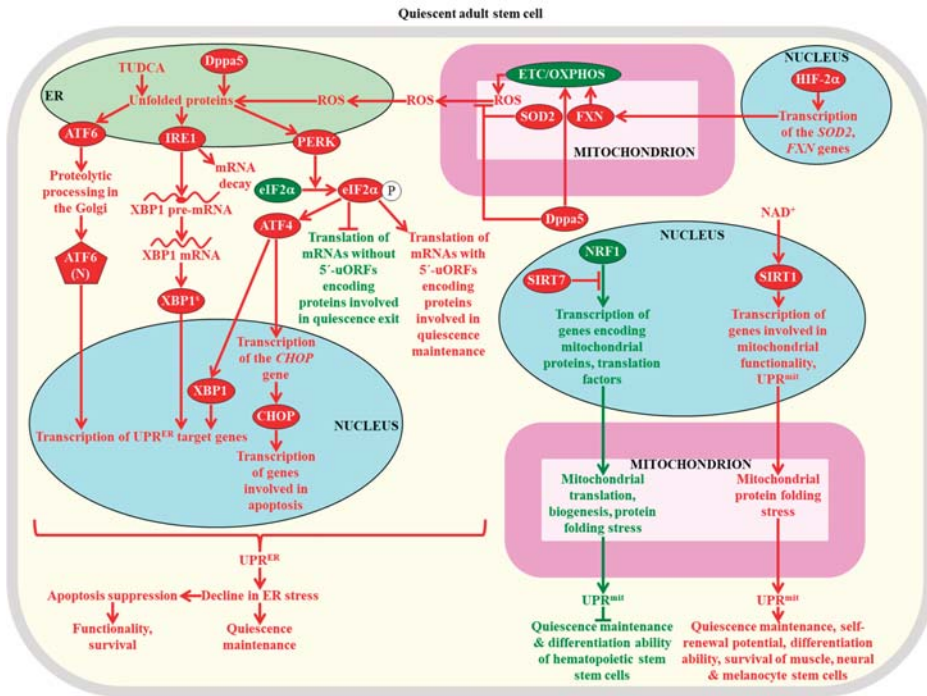 Quiescent adult stem cell
ER
TUDCA
Dppa5
Unfolded proteins
ROS
ROS
ROS
ATF6
IRE1
PERK
mRNA
decay
Proteolytic
processing in
the Golgi
XBP1 pre-mRNA
XBP1 mRNA
ATF6
(N)
XBP1ˢ
eIF2α
eIF2α
P
ATF4
Translation of
mRNAs without
5´-uORFs
encoding
proteins involved
in quiescence exit
Translation of
mRNAs with
5´-uORFs
encoding
proteins
involved in
quiescence
maintenance
Transcription
of the CHOP
gene
XBP1
CHOP
NUCLEUS
Transcription of UPRᴱᴿ target genes
Transcription
of genes
involved in
apoptosis
UPRᴱᴿ
Apoptosis suppression
Decline in ER stress
Functionality,
survival
Quiescence
maintenance
ETC/OXPHOS
SOD2
FXN
MITOCHONDRION
Dppa5
NUCLEUS
HIF-2α
Transcription
of the SOD2,
FXN genes
NAD⁺
NUCLEUS
NRF1
SIRT7
SIRT1
Transcription of
genes encoding
mitochondrial
proteins, translation
factors
Transcription of
genes involved in
mitochondrial
functionality,
UPRᵐⁱᵗ
MITOCHONDRION
Mitochondrial
translation,
biogenesis, protein
folding stress
Mitochondrial
protein folding
stress
UPRᵐⁱᵗ
UPRᵐⁱᵗ
Quiescence maintenance
& differentiation ability
of hematopoietic stem
stem cells
Quiescence maintenance, self-
renewal potential, differentiation
ability, survival of muscle, neural
& melanocyte stem cells